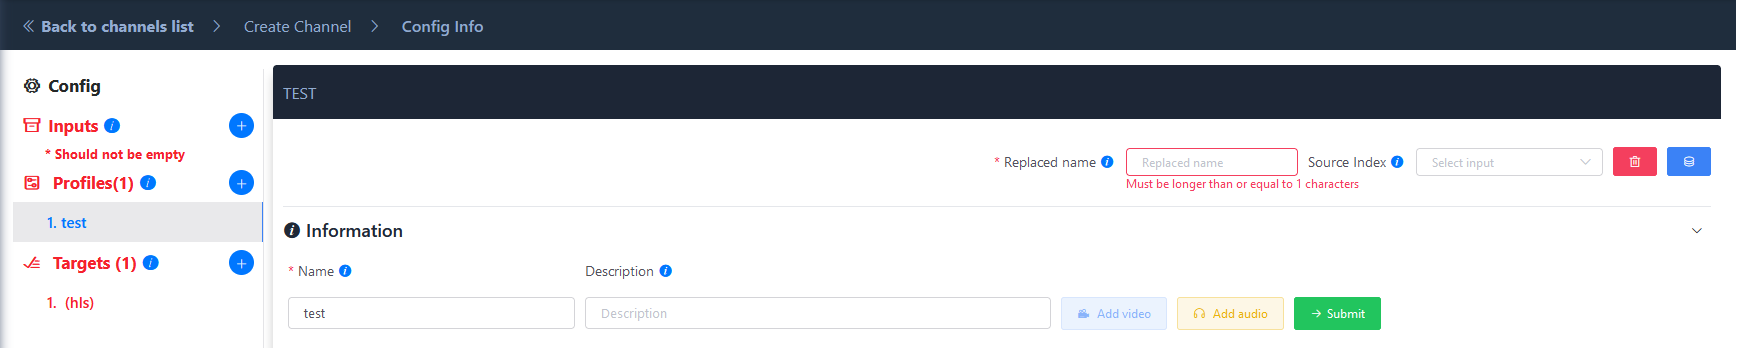 Back to channels list > Create Channel > Config Info
Config
Inputs
* Should not be empty
Profiles(1)
1. test
Targets (1)
1. (hls)
TEST
* Replaced name Replaced name Source Index Select input
Must be longer than or equal to 1 characters
Information
* Name Description
test Description Add video Add audio Submit